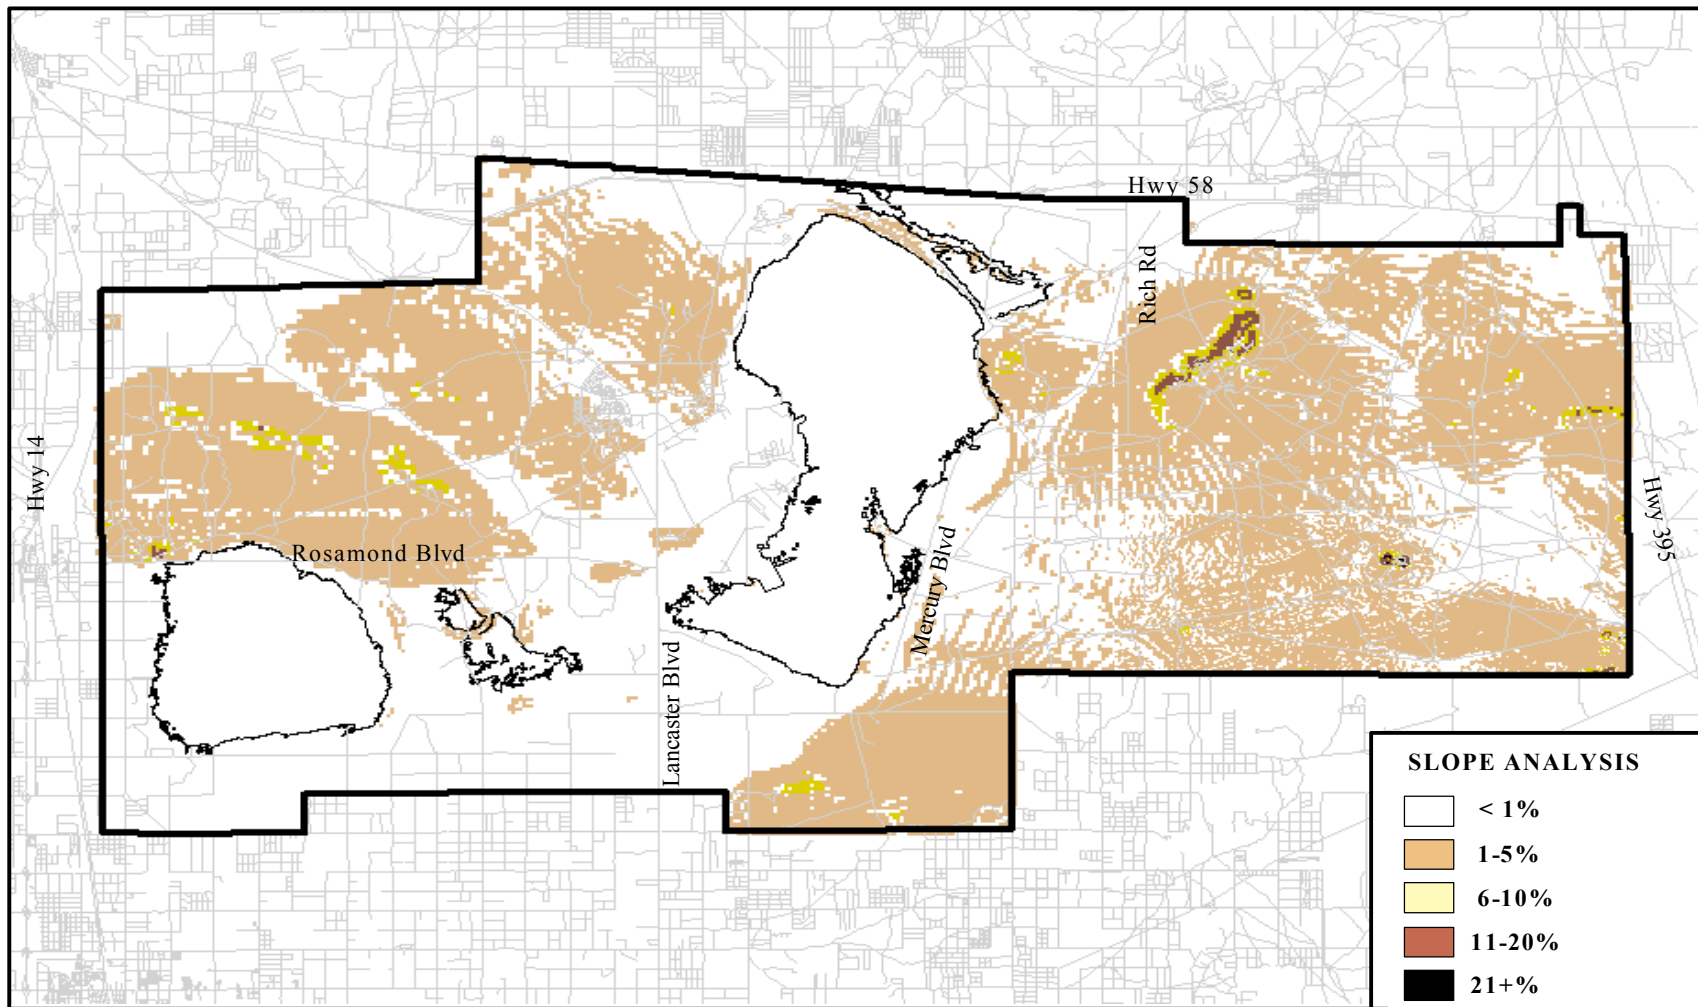 Hwy 58
Rich Rd
Hwy 14
Hwy 395
Rosamond Blvd
Mercury Blvd
Lancaster Blvd
SLOPE ANALYSIS
< 1%
1-5%
6-10%
11-20%
21+%